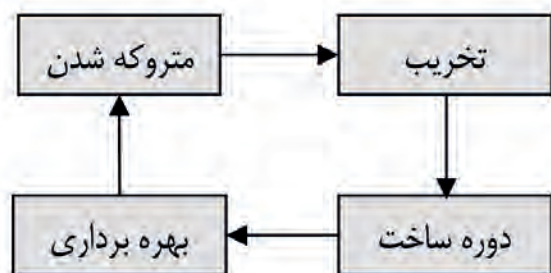 تخریب
متروکه شدن
دوره ساخت
بهره برداری